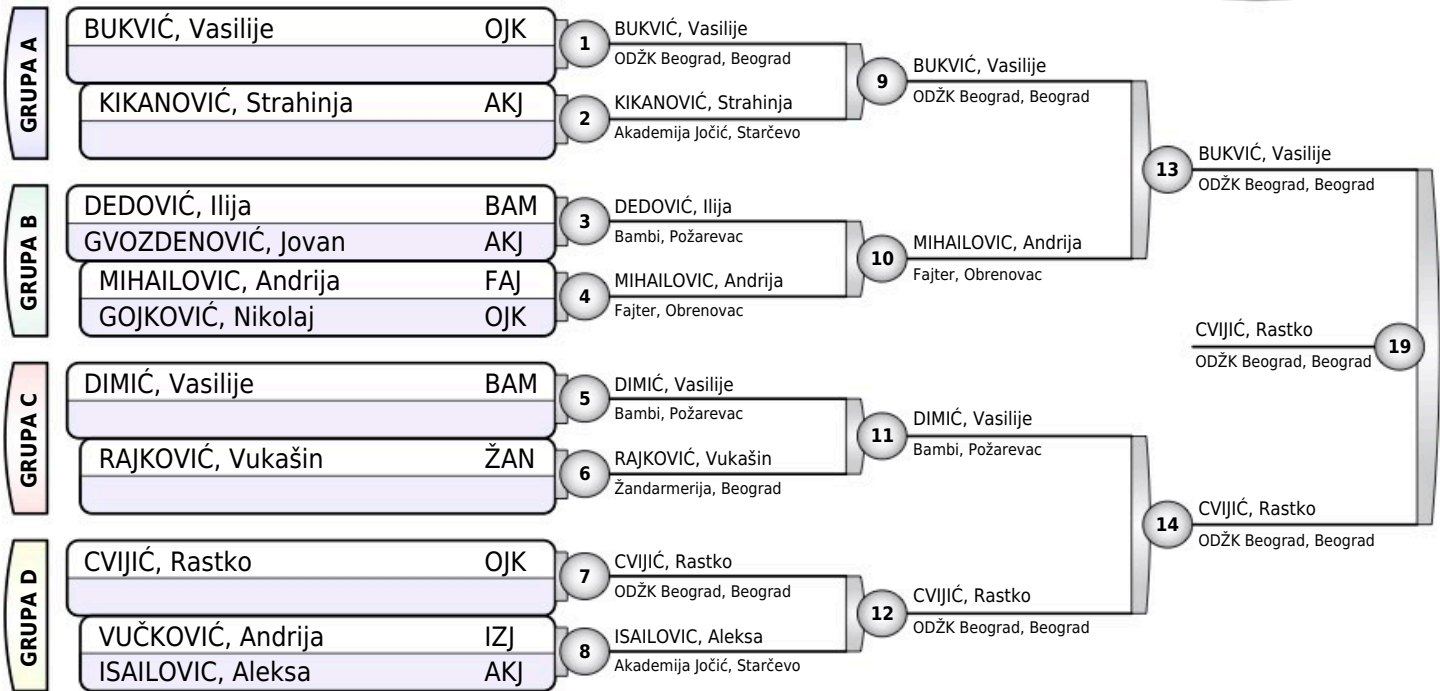 GRUPA A
BUKVIĆ, Vasilije OJK
KIKANOVIĆ, Strahinja AKJ
GRUPA B
DEDOVIĆ, Ilija BAM
GVOZDENOVIĆ, Jovan AKJ
MIHAILOVIC, Andrija FAJ
GOJKOVIĆ, Nikolaj OJK
GRUPA C
DIMIĆ, Vasilije BAM
RAJKOVIĆ, Vukašin ŽAN
GRUPA D
CVIJIĆ, Rastko OJK
VUČKOVIĆ, Andrija IZJ
ISAILOVIC, Aleksa AKJ
1 BUKVIĆ, Vasilije
ODŽK Beograd, Beograd
2 KIKANOVIĆ, Strahinja
Akademija Jočić, Starčevo
3 DEDOVIĆ, Ilija
Bambi, Požarevac
4 MIHAILOVIC, Andrija
Fajter, Obrenovac
5 DIMIĆ, Vasilije
Bambi, Požarevac
6 RAJKOVIĆ, Vukašin
Žandarmerija, Beograd
7 CVIJIĆ, Rastko
ODŽK Beograd, Beograd
8 ISAILOVIC, Aleksa
Akademija Jočić, Starčevo
9 BUKVIĆ, Vasilije
ODŽK Beograd, Beograd
10 MIHAILOVIC, Andrija
Fajter, Obrenovac
11 DIMIĆ, Vasilije
Bambi, Požarevac
12 CVIJIĆ, Rastko
ODŽK Beograd, Beograd
13 BUKVIĆ, Vasilije
ODŽK Beograd, Beograd
14 CVIJIĆ, Rastko
ODŽK Beograd, Beograd
CVIJIĆ, Rastko
ODŽK Beograd, Beograd 19